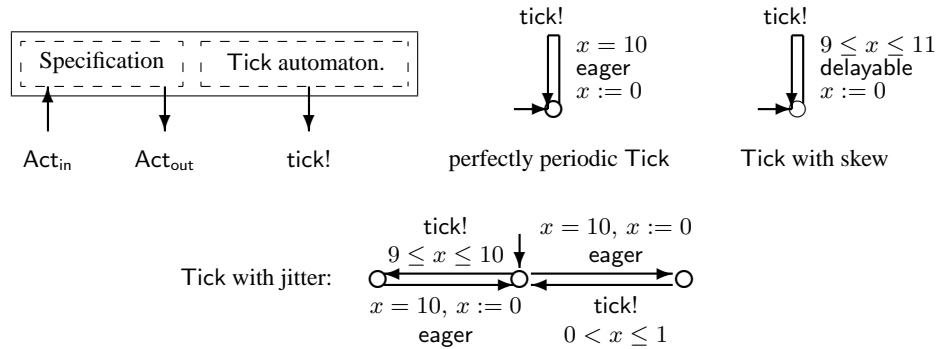 Specification
Tick automaton.
Act_in
Act_out
tick!
tick!
x = 10
eager
x := 0
perfectly periodic Tick
tick!
9 ≤ x ≤ 11
delayable
x := 0
Tick with skew
Tick with jitter:
tick!
9 ≤ x ≤ 10
x = 10, x := 0
eager
x = 10, x := 0
eager
tick!
0 < x ≤ 1